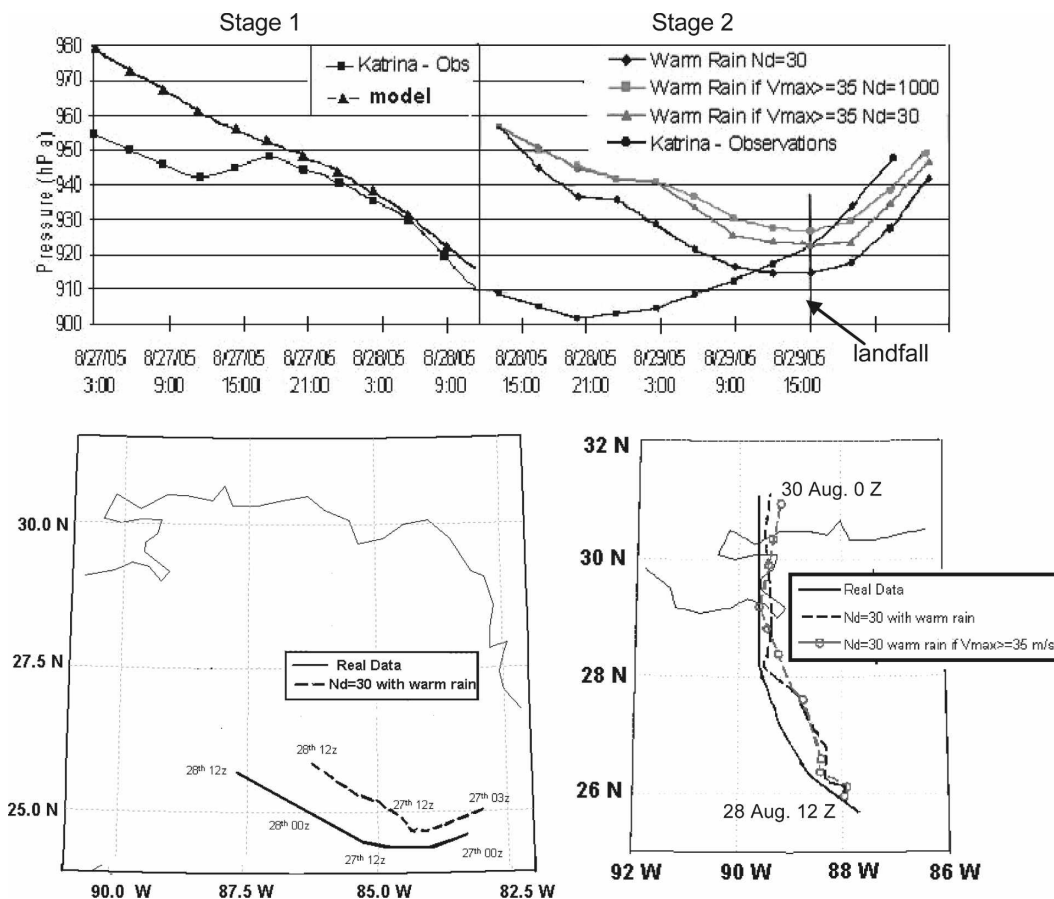 Stage 1
Stage 2
980
970
960
950
940
930
920
910
900
Pressure (hPa)
Katrina - Obs
model
Warm Rain Nd=30
Warm Rain if Vmax>=35 Nd=1000
Warm Rain if Vmax>=35 Nd=30
Katrina - Observations
landfall
8/27/05 8/27/05 8/27/05 8/27/05 8/28/05 8/28/05 8/28/05 8/28/05 8/29/05 8/29/05 8/29/05
3:00 9:00 15:00 21:00 3:00 9:00 15:00 21:00 3:00 9:00 15:00
30.0 N
27.5 N
25.0 N
90.0 W 87.5 W 85.0 W 82.5 W
Real Data
Nd=30 with warm rain
28th 12z
28th 12z
28th 00z
27th 12z
27th 12z
27th 03z
27th 00z
32 N
30 N
28 N
26 N
92 W 90 W 88 W 86 W
30 Aug. 0 Z
Real Data
Nd=30 with warm rain
Nd=30 warm rain if Vmax>=35 m/s
28 Aug. 12 Z